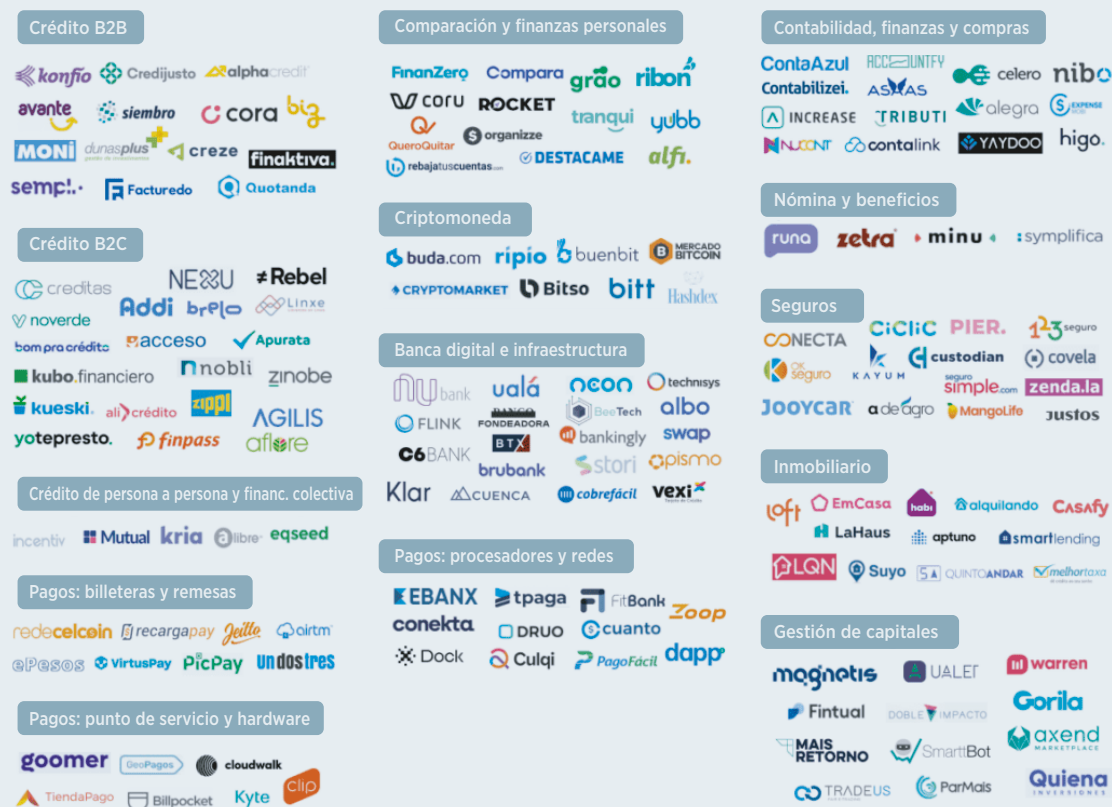 Crédito B2B
konfio Credijusto alphacredit
avante siembro cora biz
MONI dunasplus creze finaktiva.
sempli. Facturedo Quotanda
Crédito B2C
creditas NEXU Rebel
noverde Addi brelo Linxe
bom pra crédito acceso Apurata
kubo.financiero nobli zinobe
kueski. ali crédito zippi AGILIS
yotepresto. finpass aflore
Crédito de persona a persona y financ. colectiva
incentiv Mutual kria alibre eqseed
Pagos: billeteras y remesas
redecelcoin recargapay Jeitto airtm
ePesos VirtusPay PicPay Undostres
Pagos: punto de servicio y hardware
goomer GeoPagos cloudwalk
TiendaPago Billpocket Kyte clip
Comparación y finanzas personales
FinanZero Compara grão ribon
coru ROCKET tranqui yubb
QueroQuitar organizze
rebajatuscuentas.com DESTACAME alfi.
Criptomoneda
buda.com ripio buenbit MERCADO BITCOIN
CRYPTOMARKET Bitso bitt Hashdex
Banca digital e infraestructura
nu bank ualá neon technisys
FLINK BANCO FONDEADORA BeeTech albo
C6BANK BTX bankingly swap
brubank stori opismo
Klar CUENCA cobrefácil vexi
Pagos: procesadores y redes
EBANX tpaga FitBank Zoop
conekta DRUO cuanto
Dock Culqi PagoFácil dapp
Contabilidad, finanzas y compras
ContaAzul ACCOUNTFY celero nibo
Contabilizei. ASAAS alegra EXPENSE
INCREASE TRIBUTI
NUCONT contalink YAYDOO higo.
Nómina y beneficios
runa zetra minu symplifica
Seguros
CONECTA CiCLiC PIER. 123 seguro
OK seguro KAYUM custodian covela
seguro simple.com zenda.la
JOOYCAR a de agro MangoLife Justos
Inmobiliario
Loft EmCasa habi alquilando CASAFY
LaHaus aptuno smartlending
LQN Suyo QUINTOANDAR melhortaxa
Gestión de capitales
magnetis UALET warren
Fintual DOBLE IMPACTO Gorila
MAIS RETORNO SmarttBot axend MARKETPLACE
TRADEUS ParMais Quiena INVERSIONES